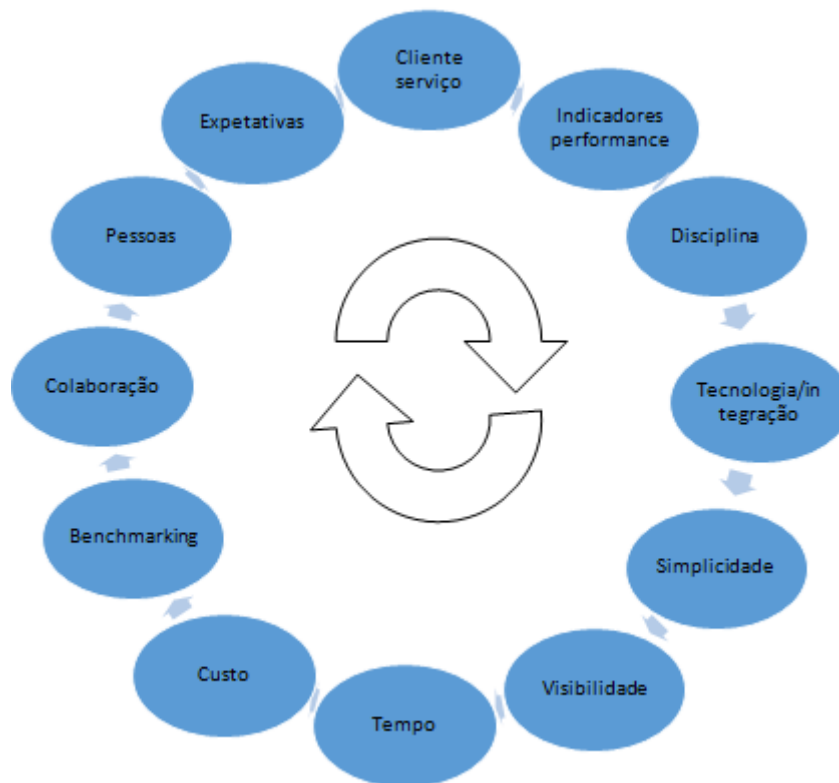 Cliente
serviço
Indicadores
performance
Disciplina
Tecnologia/in
tegração
Simplicidade
Visibilidade
Tempo
Custo
Benchmarking
Colaboração
Pessoas
Expetativas